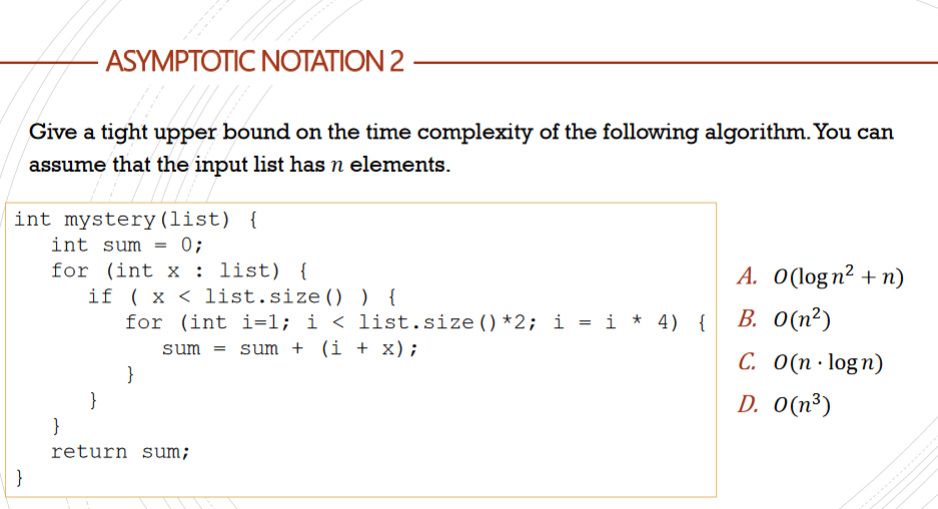 ASYMPTOTIC NOTATION 2
Give a tight upper bound on the time complexity of the following algorithm. You can
assume that the input list has n elements.
int mystery(list) {
int sum = 0;
for (int x : list) {
if ( x < list.size() ) {
for (int i=1; i < list.size()*2; i = i * 4) {
sum = sum + (i + x);
}
}
}
return sum;
}
A. O(log n² + n)
B. O(n²)
C. O(n · log n)
D. O(n³)